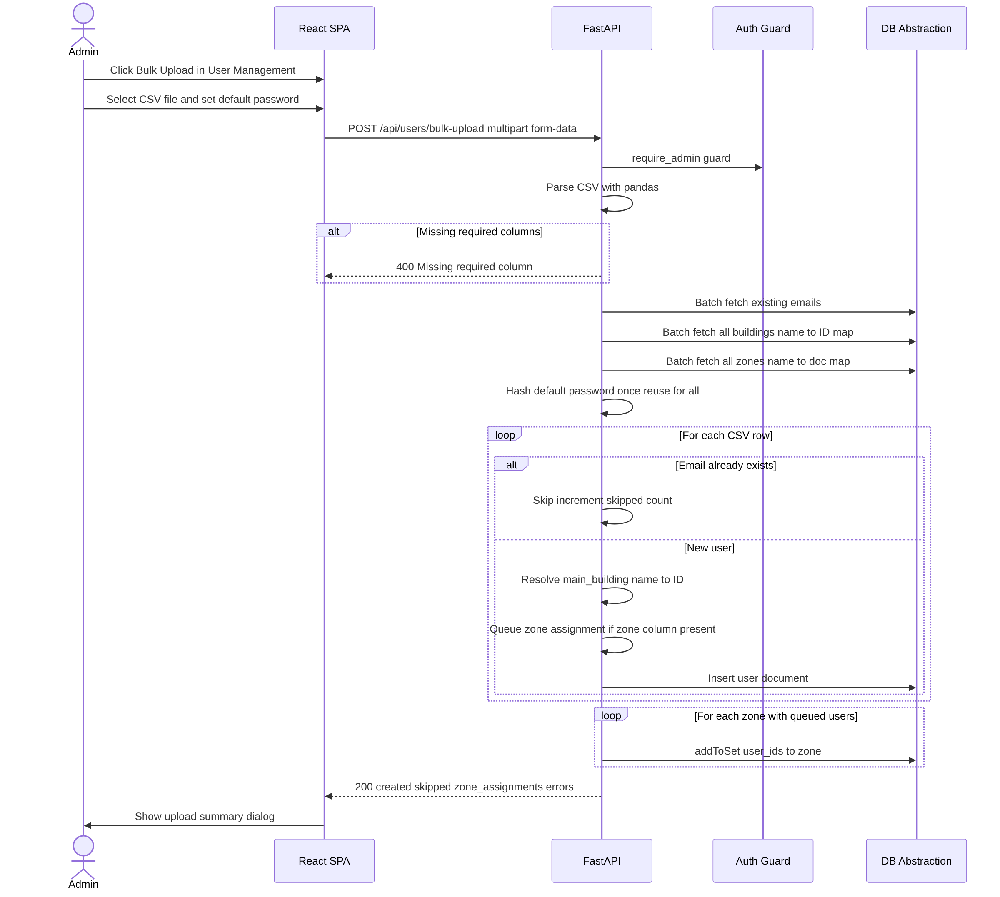 Admin
React SPA
FastAPI
Auth Guard
DB Abstraction
Click Bulk Upload in User Management
Select CSV file and set default password
POST /api/users/bulk-upload multipart form-data
require_admin guard
Parse CSV with pandas
alt
[Missing required columns]
400 Missing required column
Batch fetch existing emails
Batch fetch all buildings name to ID map
Batch fetch all zones name to doc map
Hash default password once reuse for all
loop
[For each CSV row]
alt
[Email already exists]
Skip increment skipped count
[New user]
Resolve main_building name to ID
Queue zone assignment if zone column present
Insert user document
loop
[For each zone with queued users]
addToSet user_ids to zone
200 created skipped zone_assignments errors
Show upload summary dialog
Admin
React SPA
FastAPI
Auth Guard
DB Abstraction